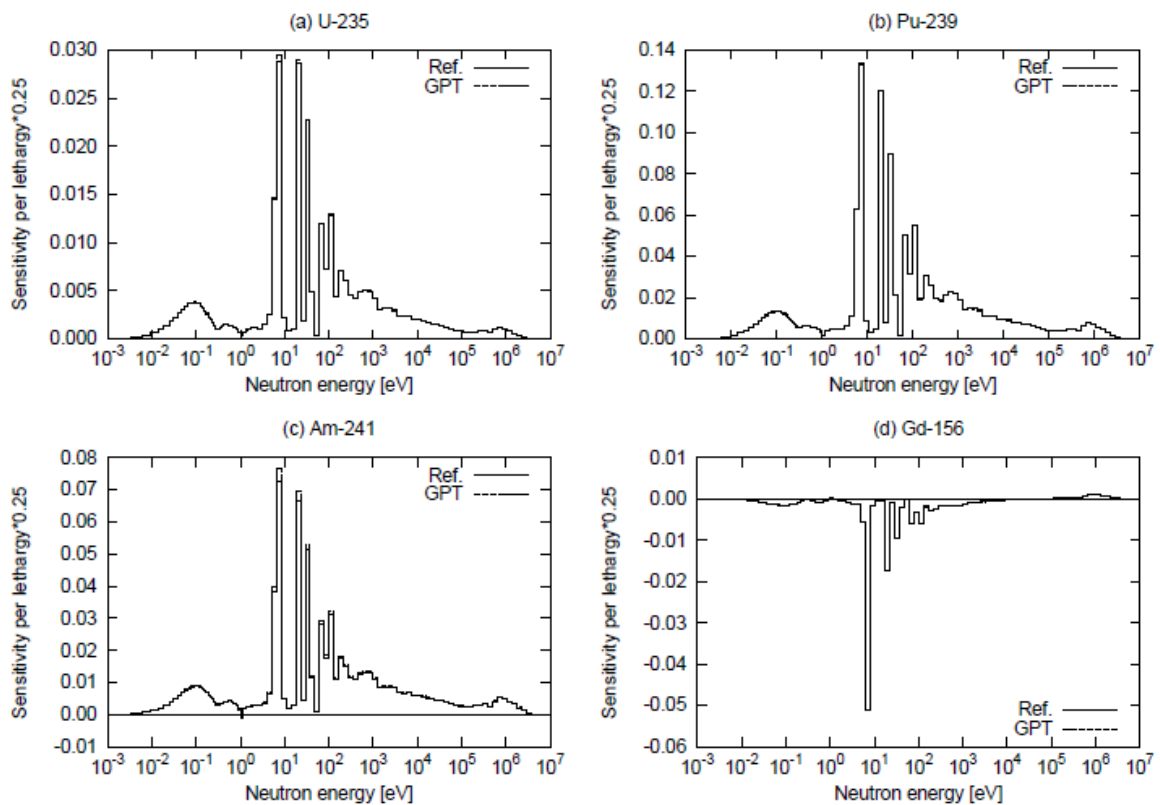 (a) U-235
Sensitivity per lethargy*0.25
0.030
0.025
0.020
0.015
0.010
0.005
0.000
Ref.
GPT
10-3 10-2 10-1 100 101 102 103 104 105 106 107
Neutron energy [eV]
(b) Pu-239
Sensitivity per lethargy*0.25
0.14
0.12
0.10
0.08
0.06
0.04
0.02
0.00
Ref.
GPT
10-3 10-2 10-1 100 101 102 103 104 105 106 107
Neutron energy [eV]
(c) Am-241
Sensitivity per lethargy*0.25
0.08
0.07
0.06
0.05
0.04
0.03
0.02
0.01
0.00
-0.01
Ref.
GPT
10-3 10-2 10-1 100 101 102 103 104 105 106 107
Neutron energy [eV]
(d) Gd-156
Sensitivity per lethargy*0.25
0.01
0.00
-0.01
-0.02
-0.03
-0.04
-0.05
-0.06
Ref.
GPT
10-3 10-2 10-1 100 101 102 103 104 105 106 107
Neutron energy [eV]